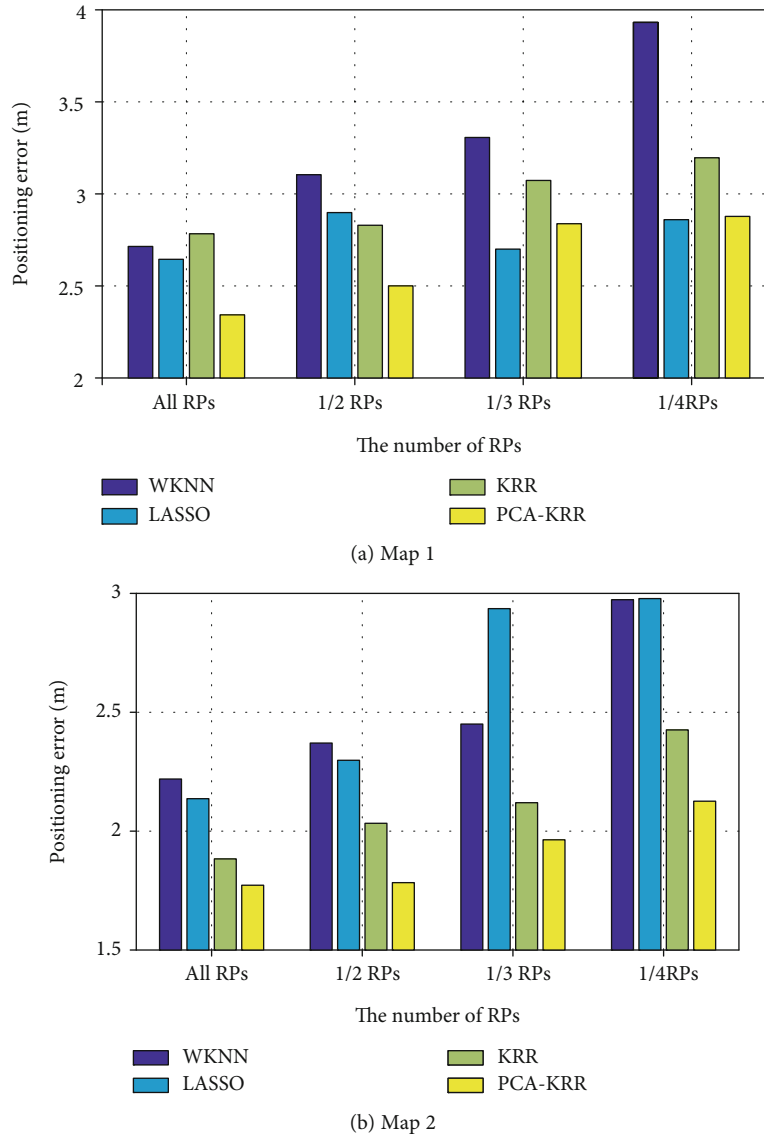 4
3.5
3
2.5
2
Positioning error (m)
All RPs
1/2 RPs
1/3 RPs
1/4RPs
The number of RPs
WKNN
LASSO
KRR
PCA-KRR
(a) Map 1
3
2.5
2
1.5
Positioning error (m)
All RPs
1/2 RPs
1/3 RPs
1/4RPs
The number of RPs
WKNN
LASSO
KRR
PCA-KRR
(b) Map 2